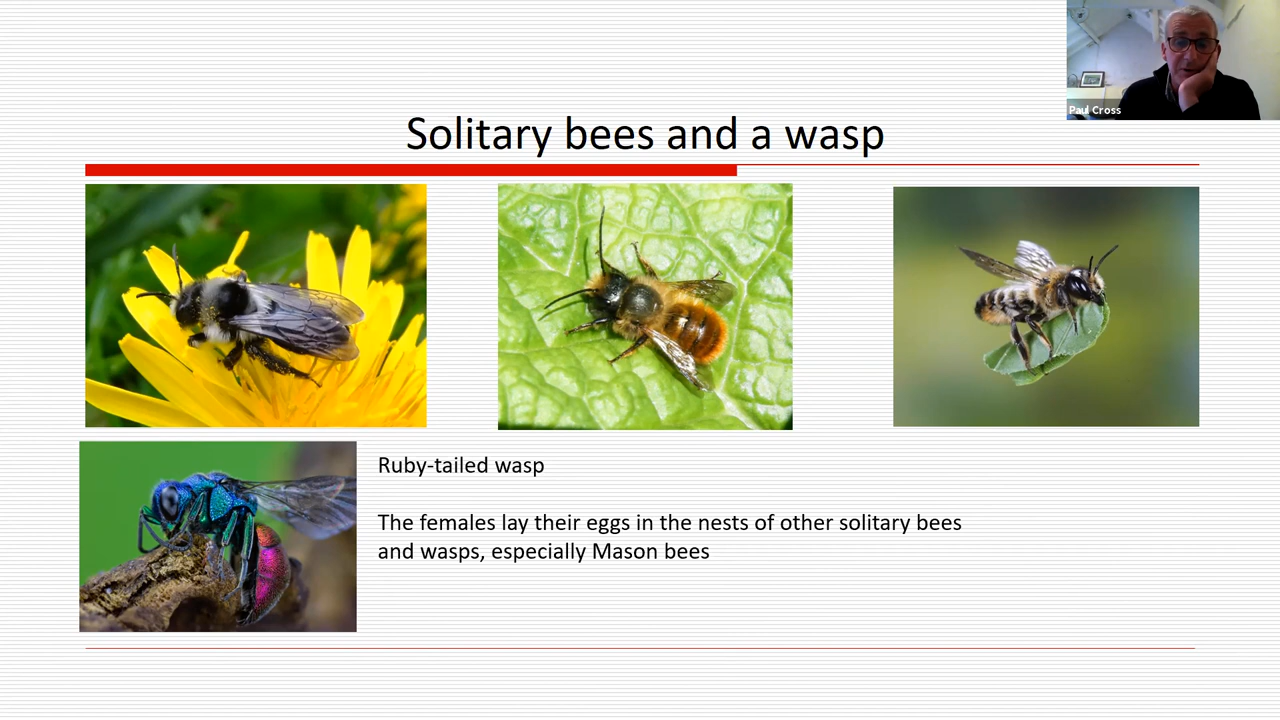 Paul Cross
Solitary bees and a wasp
Ruby-tailed wasp
The females lay their eggs in the nests of other solitary bees
and wasps, especially Mason bees